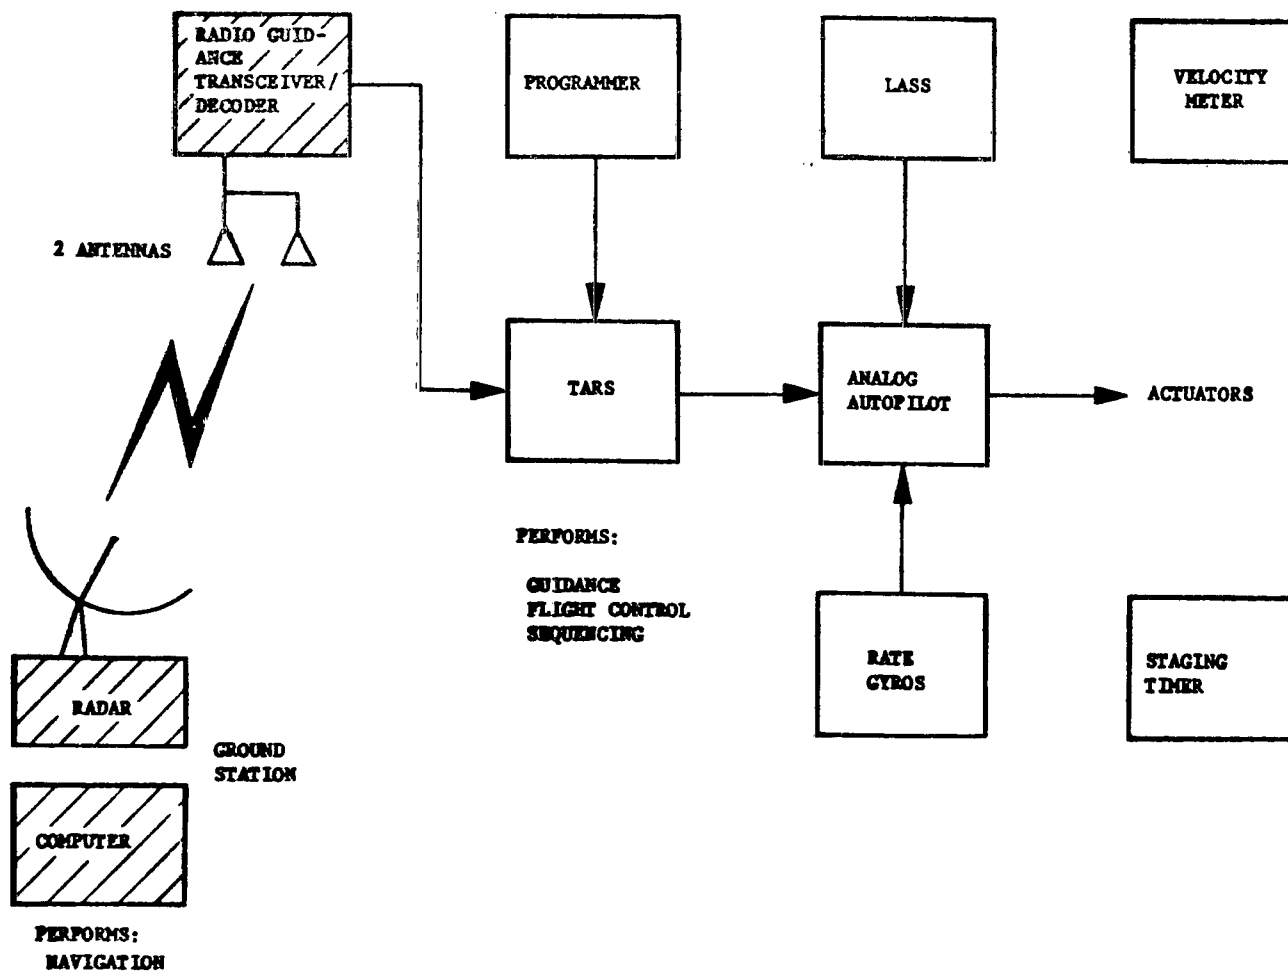 RADIO GUID-
ANCE
TRANSCEIVER/
DECODER
PROGRAMMER
LASS
VELOCITY
METER
2 ANTENNAS
TARS
ANALOG
AUTOPILOT
ACTUATORS
PERFORMS:
GUIDANCE
FLIGHT CONTROL
SEQUENCING
RATE
GYROS
STAGING
TIMER
RADAR
GROUND
STATION
COMPUTER
PERFORMS:
NAVIGATION